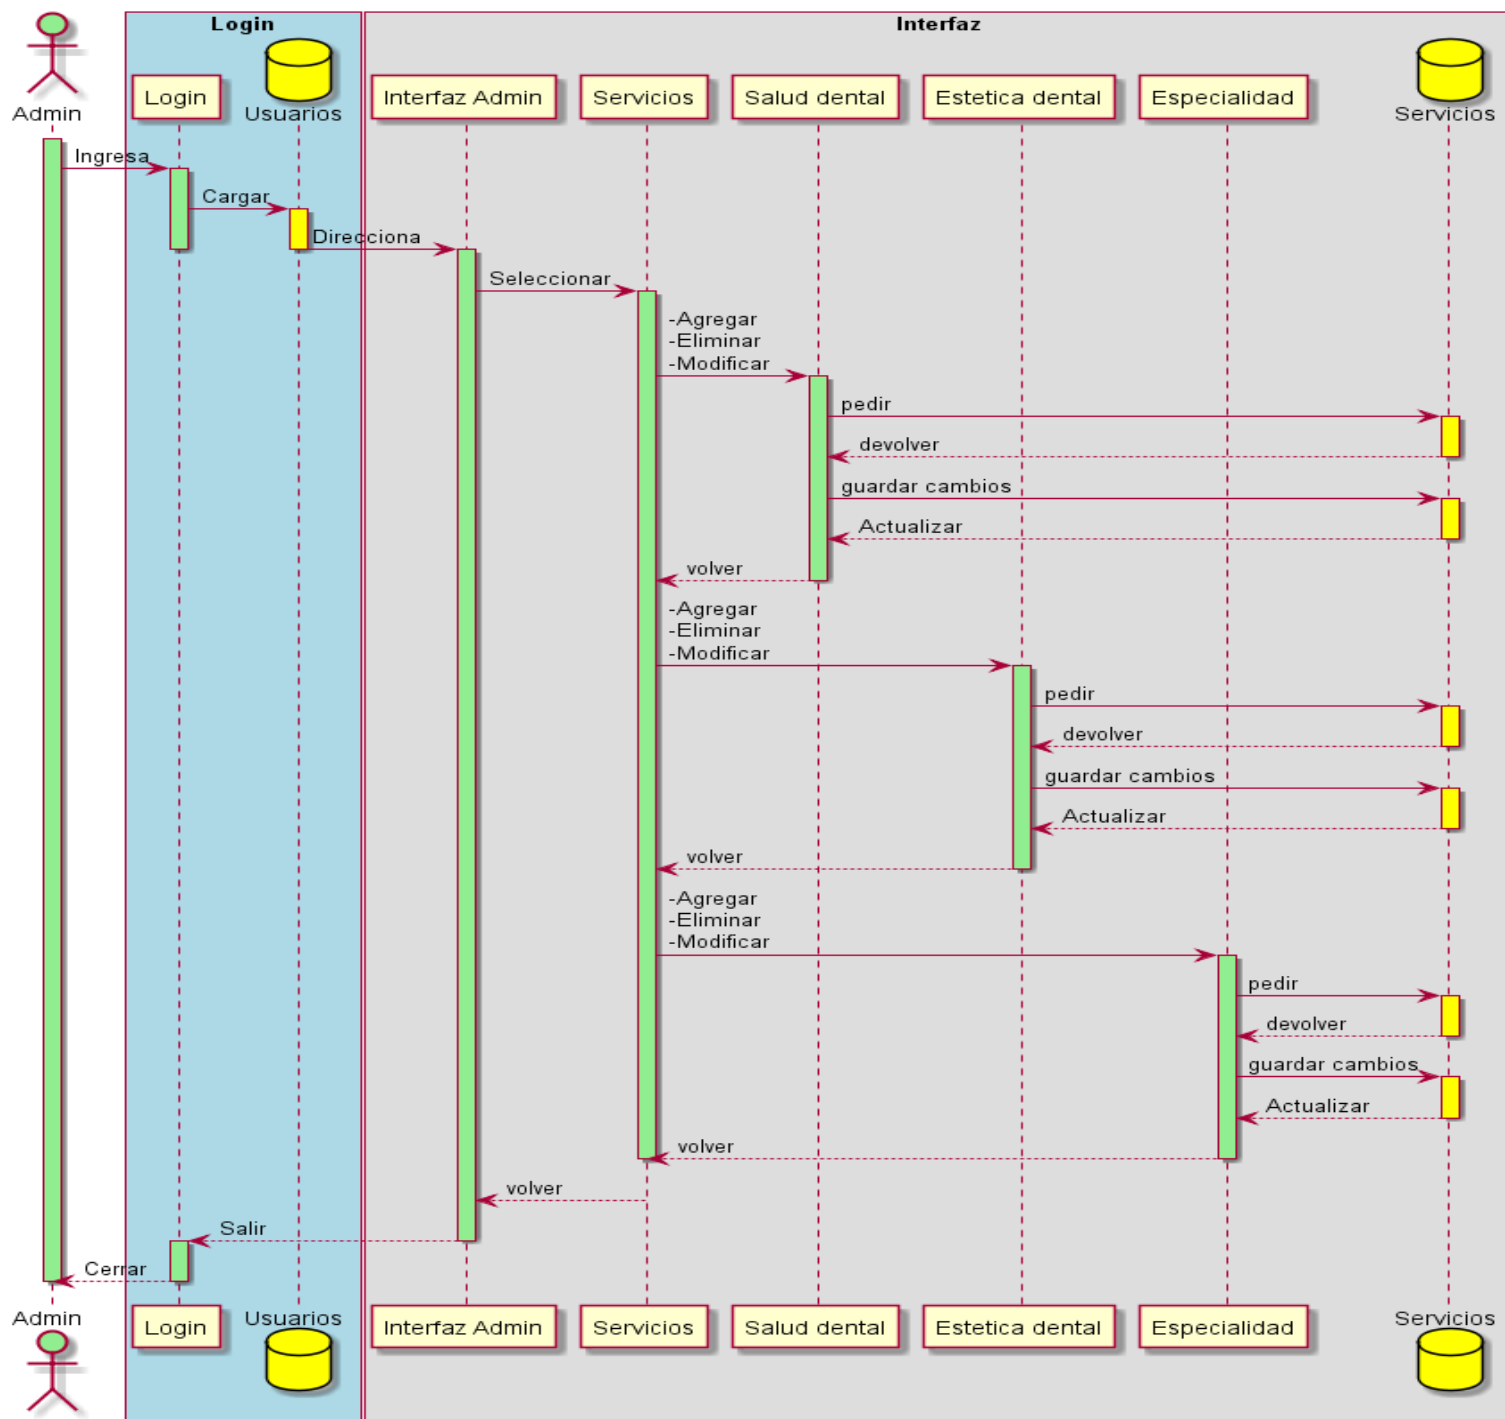 Login
Interfaz
Admin
Login
Usuarios
Interfaz Admin
Servicios
Salud dental
Estetica dental
Especialidad
Servicios
Ingresa
Cargar
Direcciona
Seleccionar
-Agregar
-Eliminar
-Modificar
pedir
devolver
guardar cambios
Actualizar
volver
-Agregar
-Eliminar
-Modificar
pedir
devolver
guardar cambios
Actualizar
volver
-Agregar
-Eliminar
-Modificar
pedir
devolver
guardar cambios
Actualizar
volver
volver
Salir
Cerrar
Admin
Login
Usuarios
Interfaz Admin
Servicios
Salud dental
Estetica dental
Especialidad
Servicios